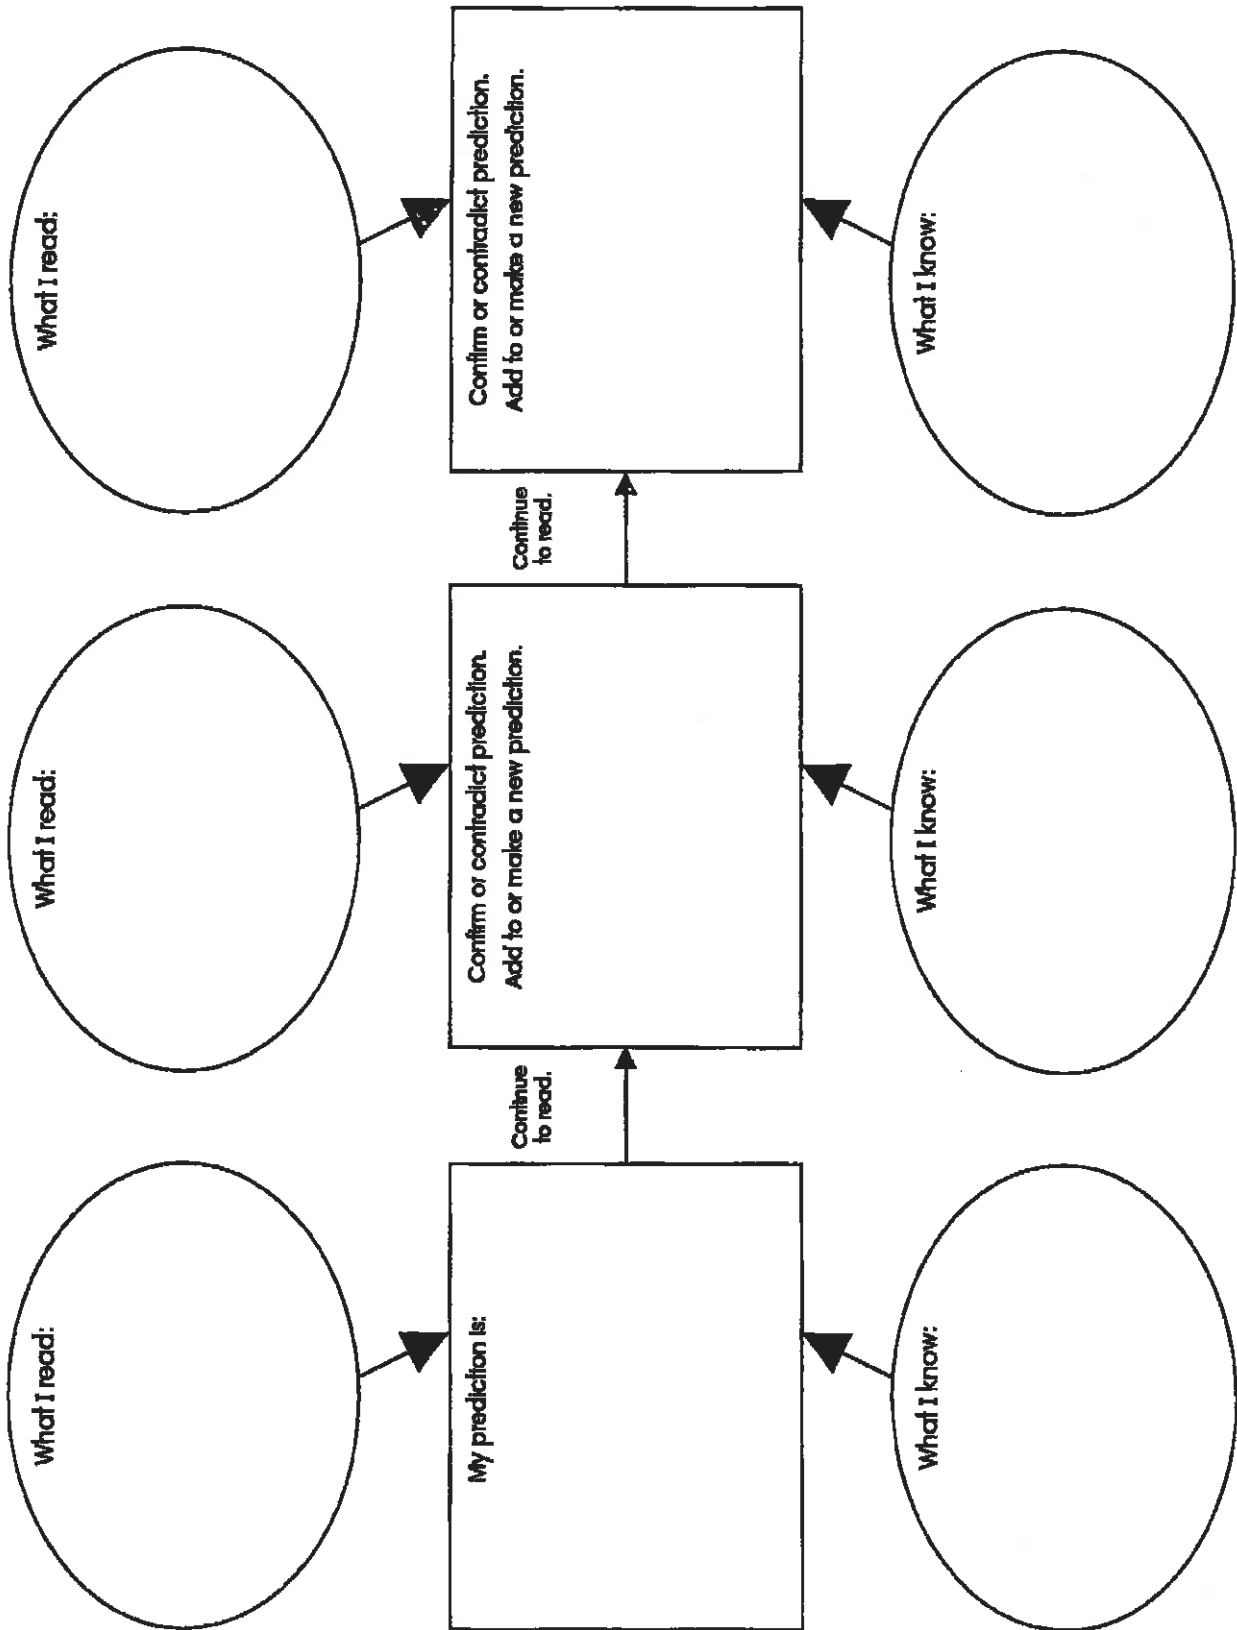 What I read:
What I read:
What I read:
My prediction is:
Continue
to read.
Confirm or contradict prediction.
Add to or make a new prediction.
Continue
to read.
Confirm or contradict prediction.
Add to or make a new prediction.
What I know:
What I know:
What I know: